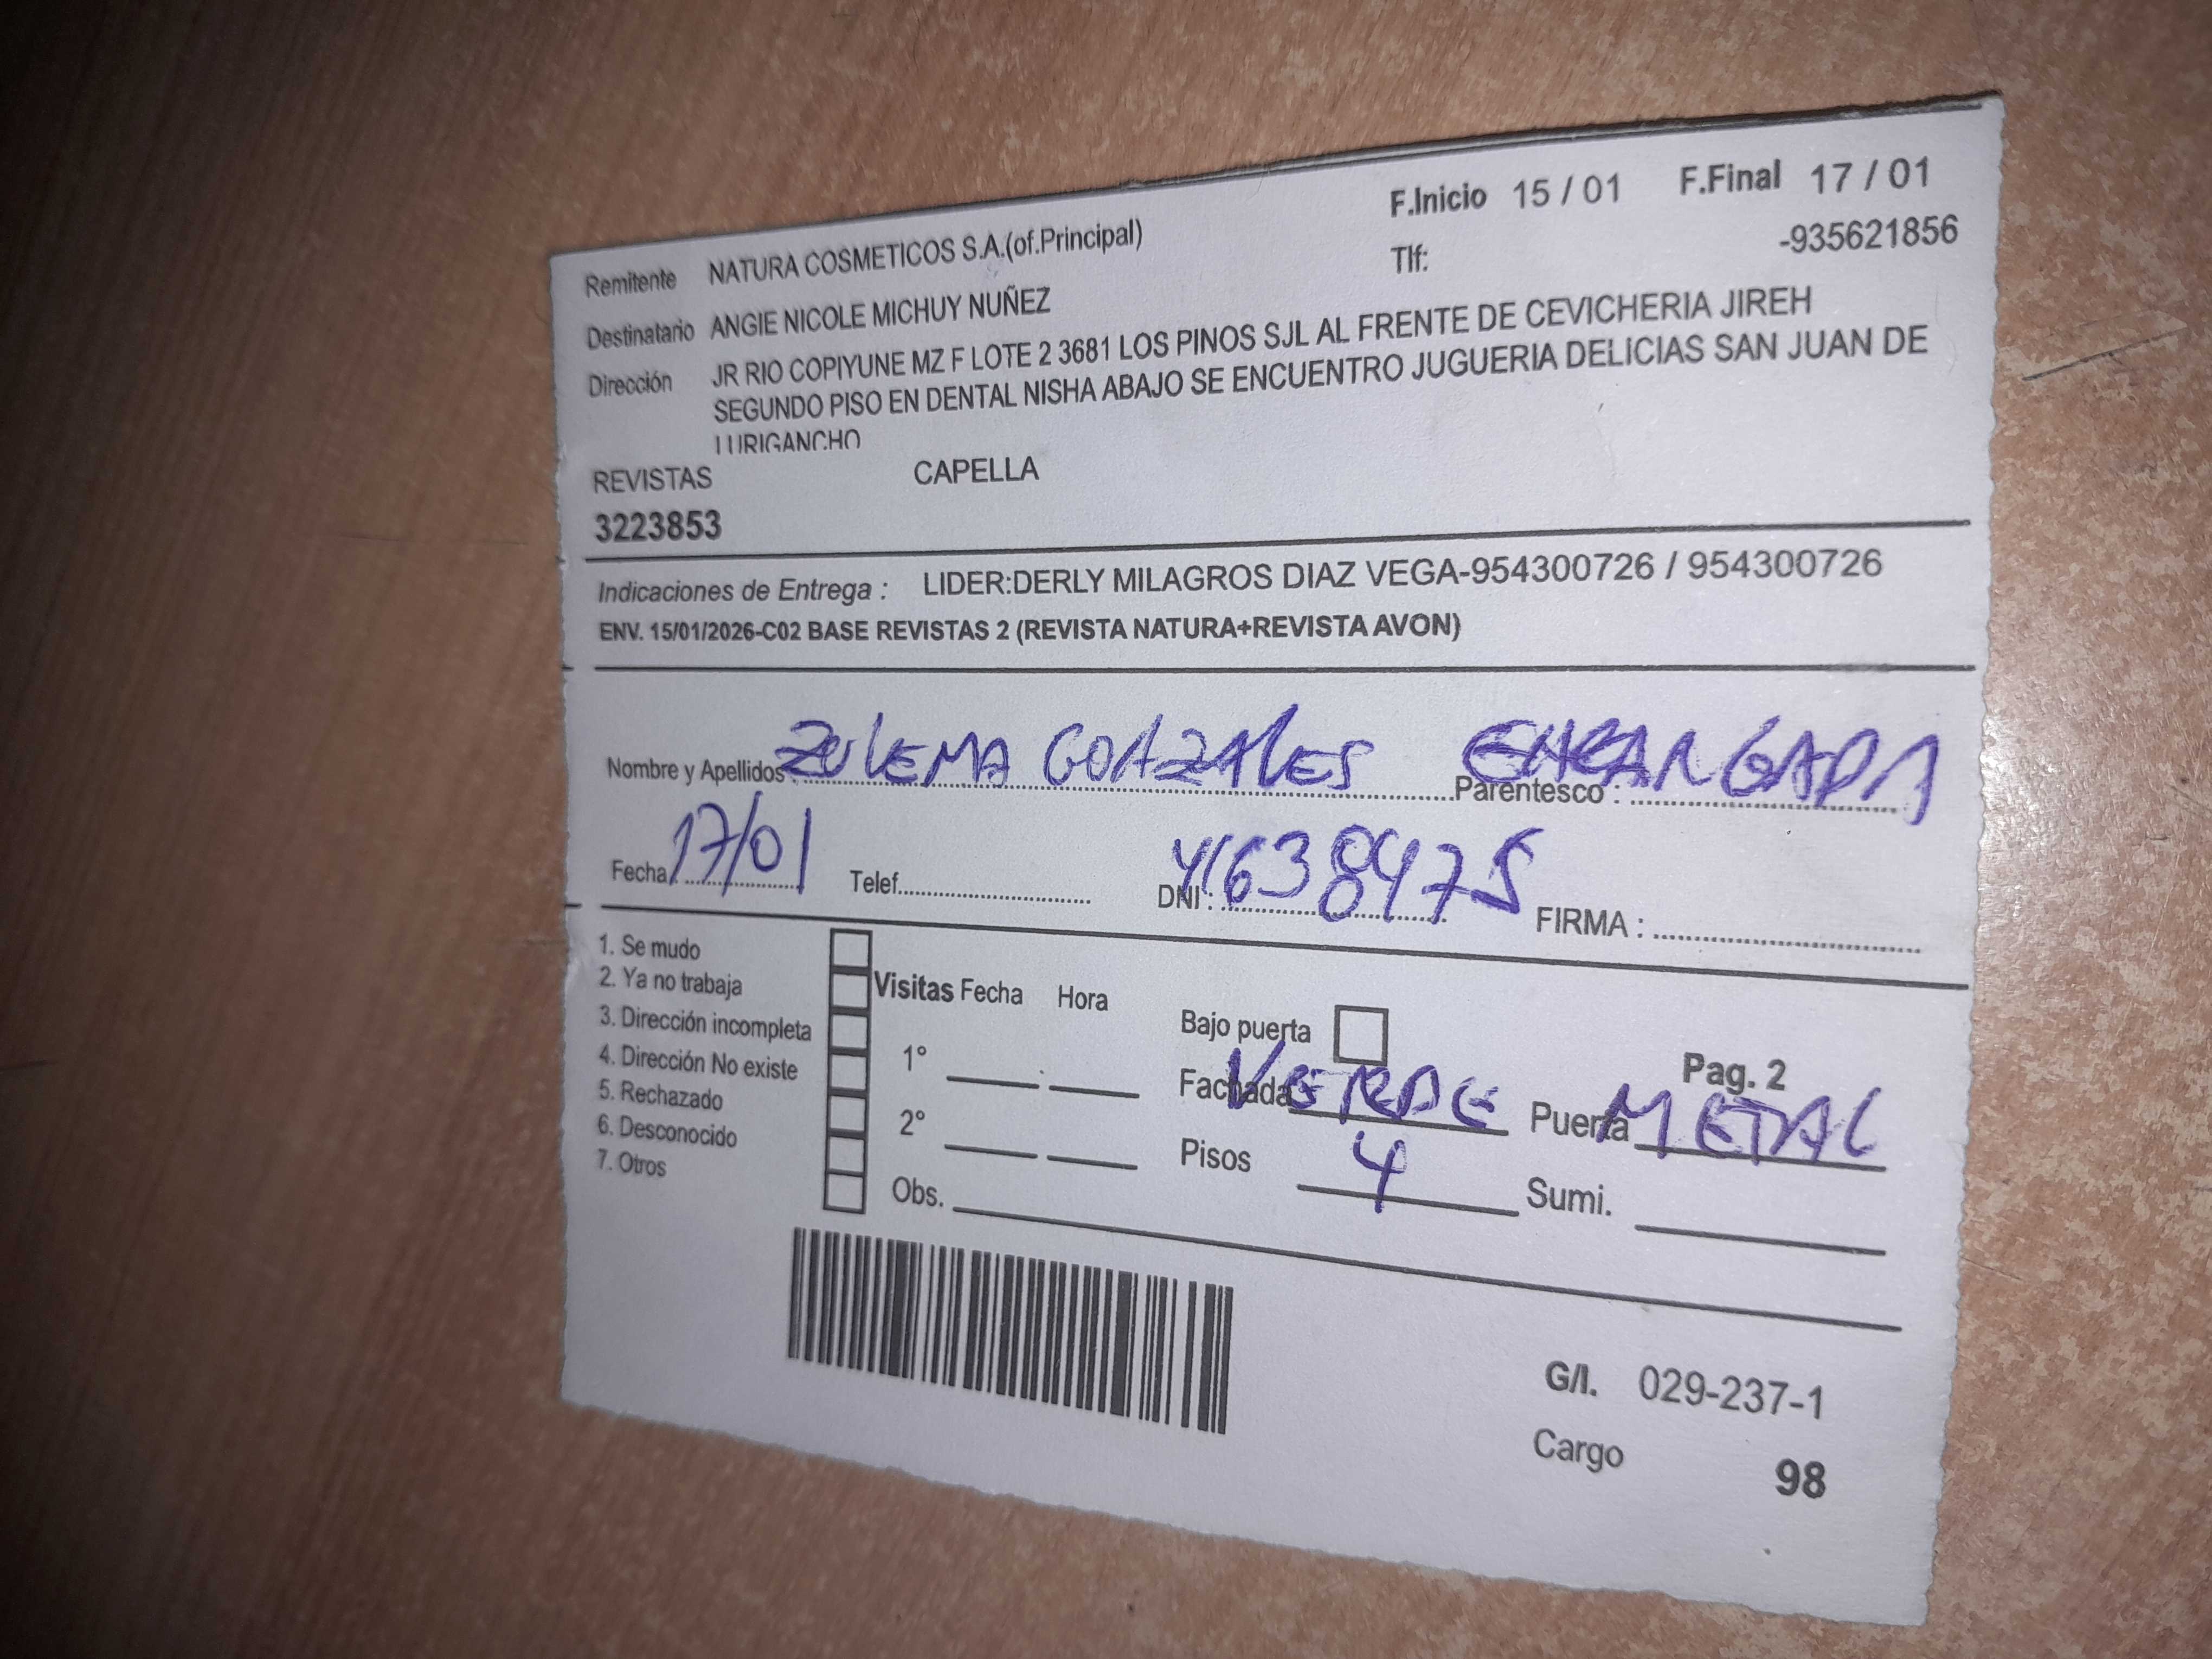 F.Inicio 15 / 01 F.Final 17 / 01
Remitente NATURA COSMETICOS S.A.(of.Principal) Tlf: -935621856
Destinatario ANGIE NICOLE MICHUY NUÑEZ
Dirección JR RIO COPIYUNE MZ F LOTE 2 3681 LOS PINOS SJL AL FRENTE DE CEVICHERIA JIREH
SEGUNDO PISO EN DENTAL NISHA ABAJO SE ENCUENTRO JUGUERIA DELICIAS SAN JUAN DE
LURIGANCHO
REVISTAS CAPELLA
3223853
Indicaciones de Entrega : LIDER:DERLY MILAGROS DIAZ VEGA-954300726 / 954300726
ENV. 15/01/2026-C02 BASE REVISTAS 2 (REVISTA NATURA+REVISTA AVON)
Nombre y Apellidos: ZULEMA GONZALES Parentesco : ENCARGADA
Fecha 17/01 Telef. DNI : 41638475 FIRMA :
1. Se mudo
2. Ya no trabaja
3. Dirección incompleta
4. Dirección No existe
5. Rechazado
6. Desconocido
7. Otros
Visitas Fecha Hora
1°
2°
Obs.
Bajo puerta
Pag. 2
Fachada VERDE Puerta METAL
Pisos 4 Sumi.
G/I. 029-237-1
Cargo 98